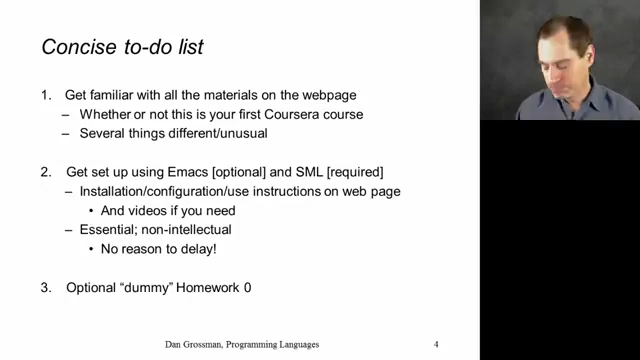 Concise to-do list
1. Get familiar with all the materials on the webpage
– Whether or not this is your first Coursera course
– Several things different/unusual
2. Get set up using Emacs [optional] and SML [required]
– Installation/configuration/use instructions on web page
• And videos if you need
– Essential; non-intellectual
• No reason to delay!
3. Optional “dummy” Homework 0
Dan Grossman, Programming Languages
4